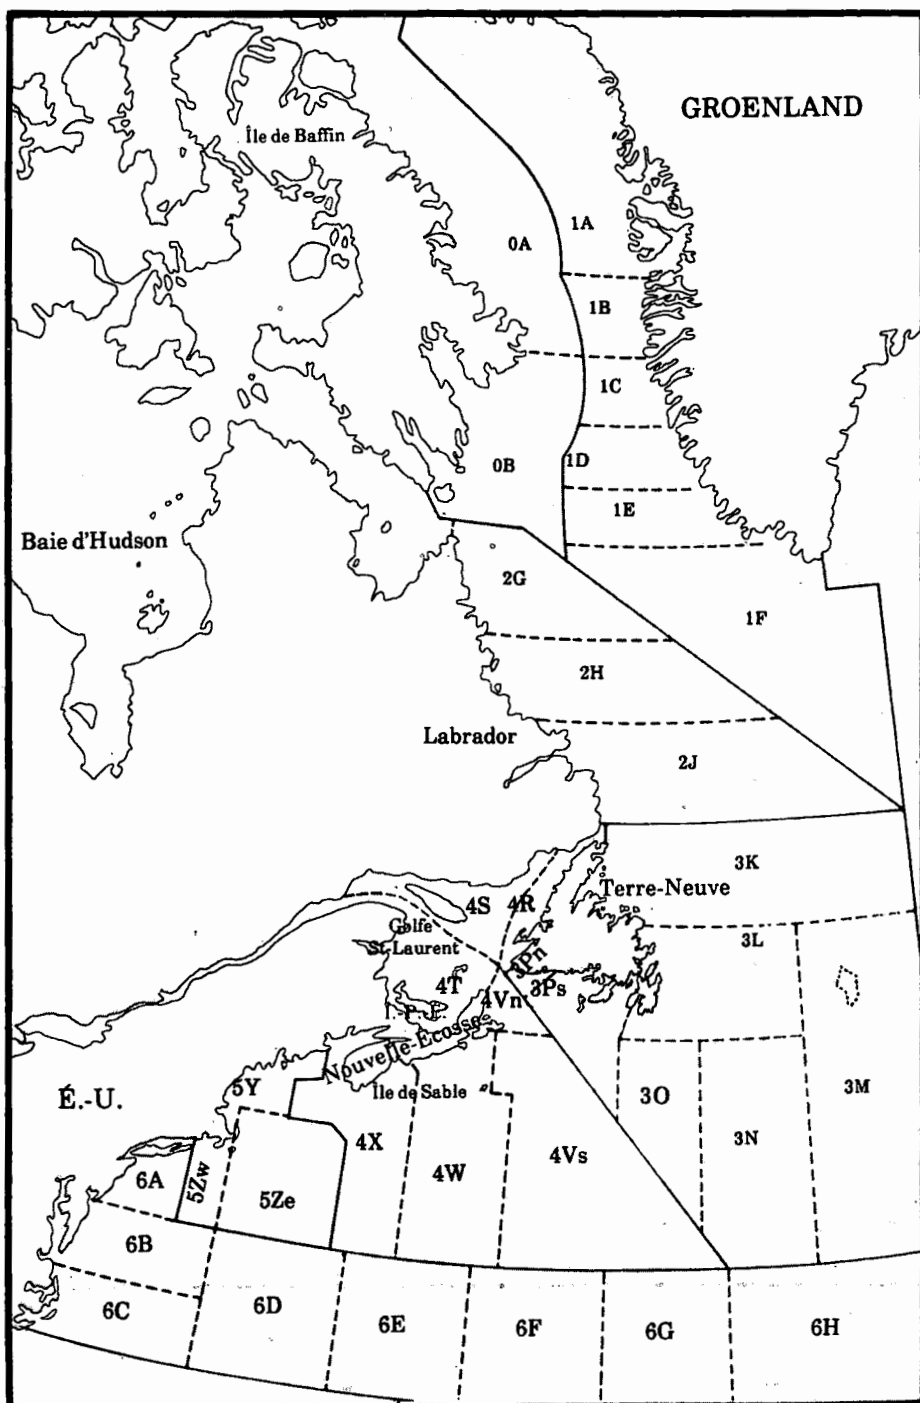 GROENLAND
Île de Baffin
1A
0A
1B
1C
0B
1D
1E
Baie d'Hudson
2G
1F
2H
Labrador
2J
3K
Terre-Neuve
4S
4R
Golfe
St-Laurent
3L
3Pn
4T
4Vn
3Ps
Î.-P.-É.
Nouvelle-Écosse
5Y
Île de Sable
É.-U.
3O
3M
4X
3N
4W
4Vs
6A
5Zw
5Ze
6B
6C
6D
6E
6F
6G
6H